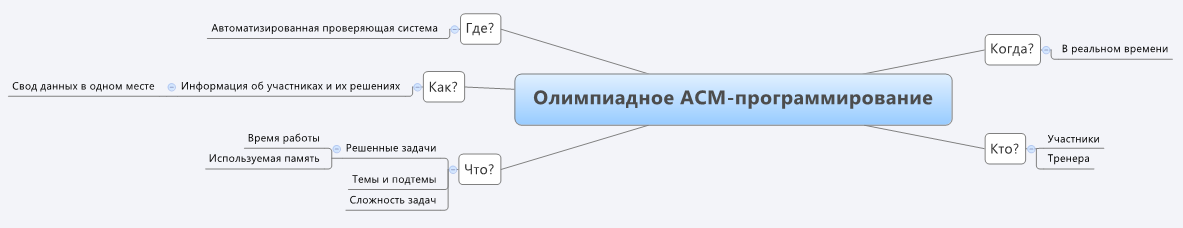 Автоматизированная проверяющая система
Где?
Когда?
В реальном времени
Свод данных в одном месте
Информация об участниках и их решениях
Как?
Олимпиадное ACM-программирование
Время работы
Используемая память
Решенные задачи
Темы и подтемы
Сложность задач
Что?
Кто?
Участники
Тренера